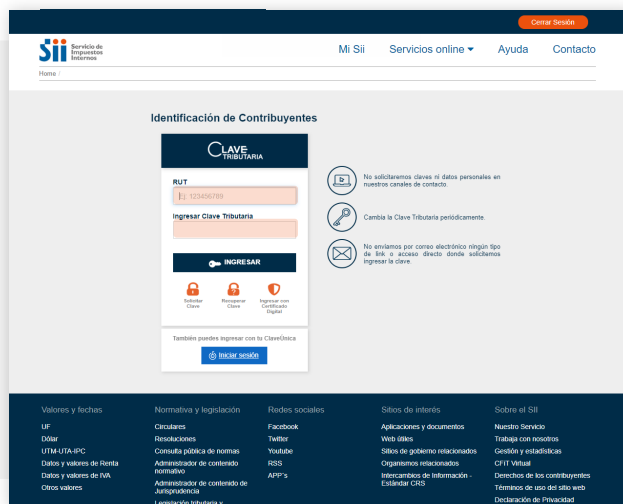 Cerrar Sesión
Sii Servicio de
Impuestos
Internos
Mi Sii Servicios online Ayuda Contacto
Home /
Identificación de Contribuyentes
CLAVE
TRIBUTARIA
RUT
Ej: 123456789
Ingresar Clave Tributaria
INGRESAR
Solicitar
Clave
Recuperar
Clave
Ingresar con
Certificado
Digital
También puedes ingresar con tu ClaveÚnica
Iniciar sesión
No solicitaremos claves ni datos personales en
nuestros canales de contacto.
Cambia la Clave Tributaria periódicamente.
No enviamos por correo electrónico ningún tipo
de link o acceso directo donde solicitemos
ingresar la clave.
Valores y fechas
UF
Dólar
UTM-UTA-IPC
Datos y valores de Renta
Datos y valores de IVA
Otros valores
Normativa y legislación
Circulares
Resoluciones
Consulta pública de normas
Administrador de contenido
normativo
Administrador de contenido de
Jurisprudencia
Legislación tributaria y
Redes sociales
Facebook
Twitter
Youtube
RSS
APP's
Sitios de interés
Aplicaciones y documentos
Web útiles
Sitios de gobierno relacionados
Organismos relacionados
Intercambios de Información -
Estándar CRS
Sobre el SII
Nuestro Servicio
Trabaja con nosotros
Gestión y estadísticas
CFIT Virtual
Derechos de los contribuyentes
Términos de uso del sitio web
Declaración de Privacidad